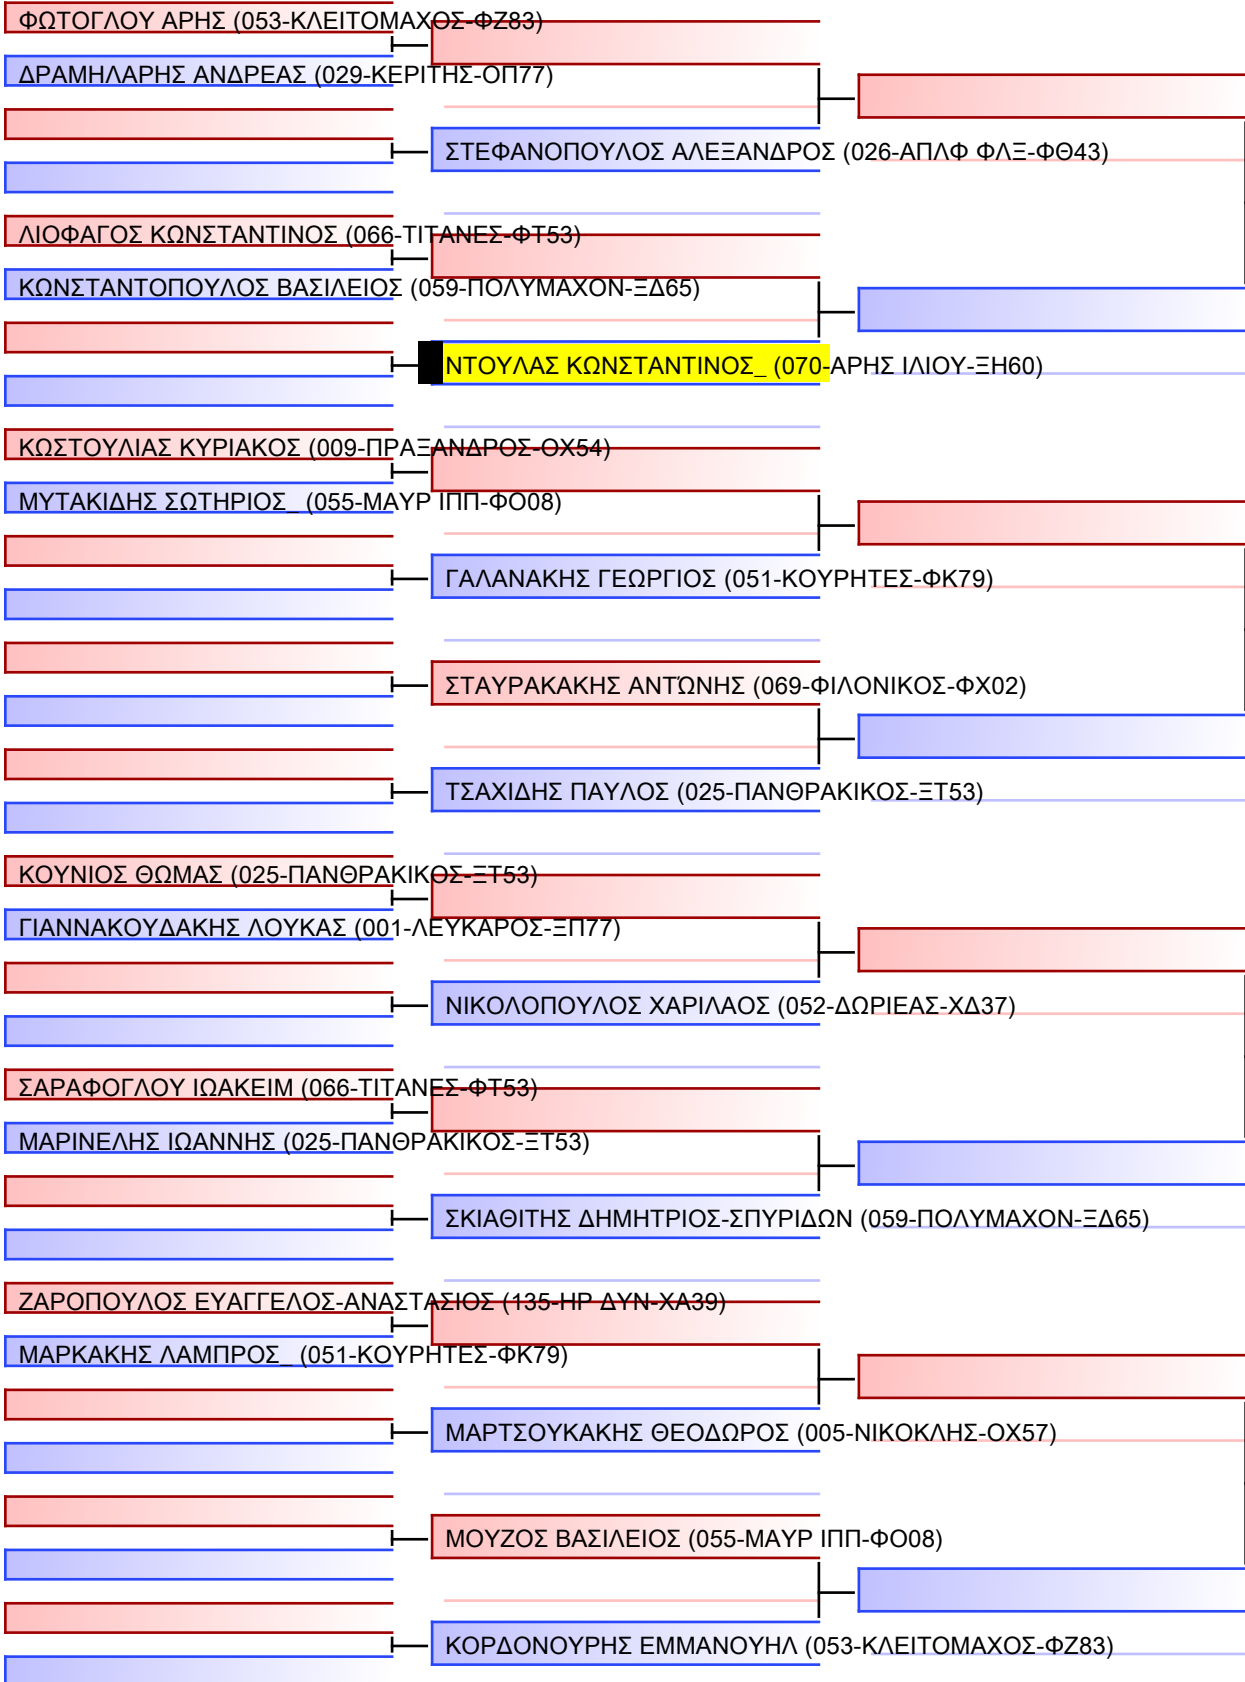 ΦΩΤΟΓΛΟΥ ΑΡΗΣ (053-ΚΛΕΙΤΟΜΑΧΟΣ-ΦΖ83)
ΔΡΑΜΗΛΑΡΗΣ ΑΝΔΡΕΑΣ (029-ΚΕΡΙΤΗΣ-ΟΠ77)
ΣΤΕΦΑΝΟΠΟΥΛΟΣ ΑΛΕΞΑΝΔΡΟΣ (026-ΑΠΛΦ ΦΛΞ-ΦΘ43)
ΛΙΟΦΑΓΟΣ ΚΩΝΣΤΑΝΤΙΝΟΣ (066-ΤΙΤΑΝΕΣ-ΦΤ53)
ΚΩΝΣΤΑΝΤΟΠΟΥΛΟΣ ΒΑΣΙΛΕΙΟΣ (059-ΠΟΛΥΜΑΧΟΝ-ΞΔ65)
ΝΤΟΥΛΑΣ ΚΩΝΣΤΑΝΤΙΝΟΣ_ (070-ΑΡΗΣ ΙΛΙΟΥ-ΞΗ60)
ΚΩΣΤΟΥΛΙΑΣ ΚΥΡΙΑΚΟΣ (009-ΠΡΑΞΑΝΔΡΟΣ-ΟΧ54)
ΜΥΤΑΚΙΔΗΣ ΣΩΤΗΡΙΟΣ_ (055-ΜΑΥΡ ΙΠΠ-ΦΟ08)
ΓΑΛΑΝΑΚΗΣ ΓΕΩΡΓΙΟΣ (051-ΚΟΥΡΗΤΕΣ-ΦΚ79)
ΣΤΑΥΡΑΚΑΚΗΣ ΑΝΤΏΝΗΣ (069-ΦΙΛΟΝΙΚΟΣ-ΦΧ02)
ΤΣΑΧΙΔΗΣ ΠΑΥΛΟΣ (025-ΠΑΝΘΡΑΚΙΚΟΣ-ΞΤ53)
ΚΟΥΝΙΟΣ ΘΩΜΑΣ (025-ΠΑΝΘΡΑΚΙΚΟΣ-ΞΤ53)
ΓΙΑΝΝΑΚΟΥΔΑΚΗΣ ΛΟΥΚΑΣ (001-ΛΕΥΚΑΡΟΣ-ΞΠ77)
ΝΙΚΟΛΟΠΟΥΛΟΣ ΧΑΡΙΛΑΟΣ (052-ΔΩΡΙΕΑΣ-ΧΔ37)
ΣΑΡΑΦΟΓΛΟΥ ΙΩΑΚΕΙΜ (066-ΤΙΤΑΝΕΣ-ΦΤ53)
ΜΑΡΙΝΕΛΗΣ ΙΩΑΝΝΗΣ (025-ΠΑΝΘΡΑΚΙΚΟΣ-ΞΤ53)
ΣΚΙΑΘΙΤΗΣ ΔΗΜΗΤΡΙΟΣ-ΣΠΥΡΙΔΩΝ (059-ΠΟΛΥΜΑΧΟΝ-ΞΔ65)
ΖΑΡΟΠΟΥΛΟΣ ΕΥΑΓΓΕΛΟΣ-ΑΝΑΣΤΑΣΙΟΣ (135-ΗΡ ΔΥΝ-ΧΑ39)
ΜΑΡΚΑΚΗΣ ΛΑΜΠΡΟΣ_ (051-ΚΟΥΡΗΤΕΣ-ΦΚ79)
ΜΑΡΤΣΟΥΚΑΚΗΣ ΘΕΟΔΩΡΟΣ (005-ΝΙΚΟΚΛΗΣ-ΟΧ57)
ΜΟΥΖΟΣ ΒΑΣΙΛΕΙΟΣ (055-ΜΑΥΡ ΙΠΠ-ΦΟ08)
ΚΟΡΔΟΝΟΥΡΗΣ ΕΜΜΑΝΟΥΗΛ (053-ΚΛΕΙΤΟΜΑΧΟΣ-ΦΖ83)